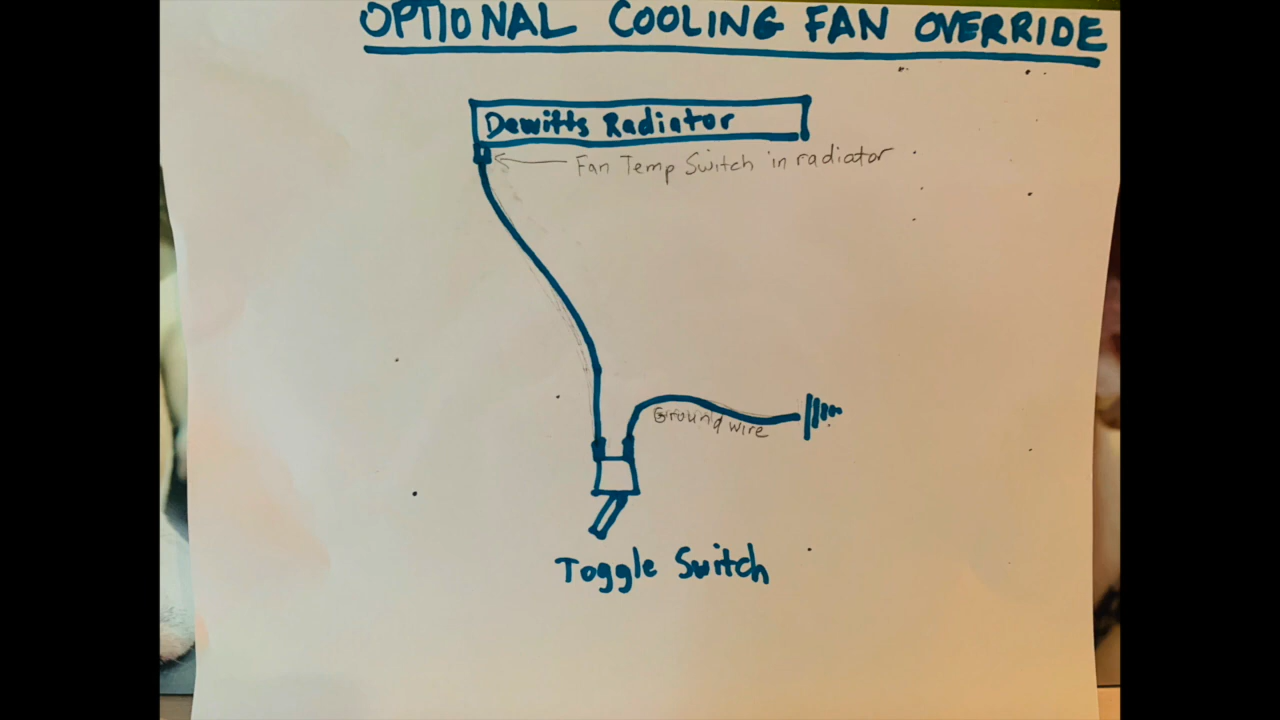 OPTIONAL COOLING FAN OVERRIDE
Dewitts Radiator
Fan Temp Switch in radiator
Ground wire
Toggle Switch